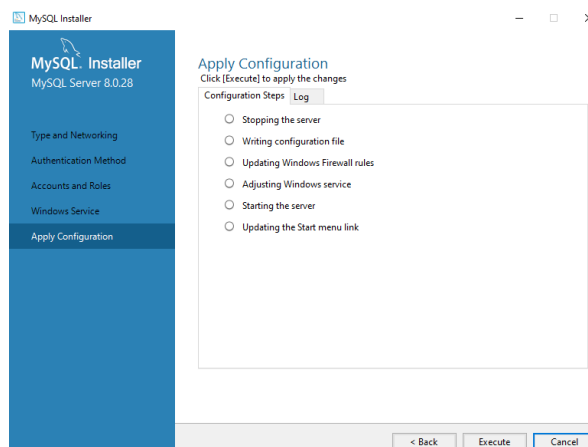 MySQL Installer
MySQL. Installer
MySQL Server 8.0.28
Type and Networking
Authentication Method
Accounts and Roles
Windows Service
Apply Configuration
Apply Configuration
Click [Execute] to apply the changes
Configuration Steps Log
Stopping the server
Writing configuration file
Updating Windows Firewall rules
Adjusting Windows service
Starting the server
Updating the Start menu link
< Back Execute Cancel